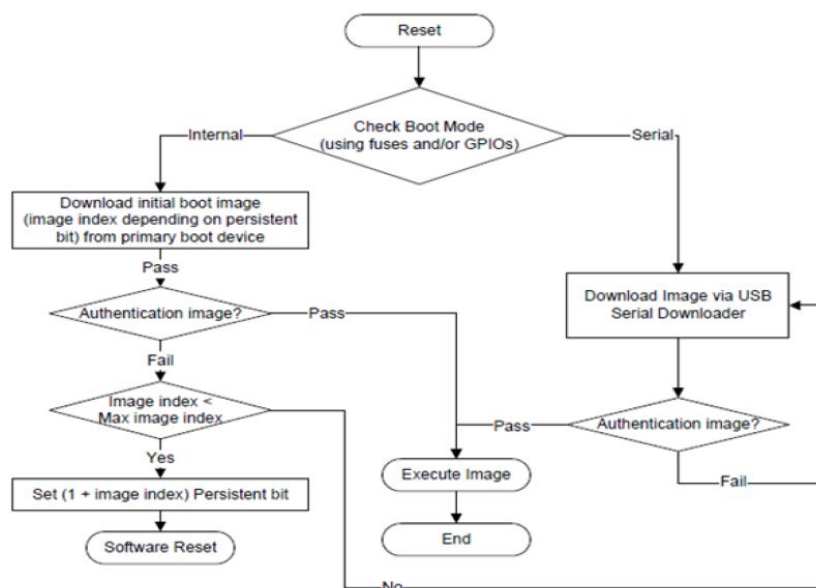 Reset
Check Boot Mode
(using fuses and/or GPIOs)
Internal
Serial
Download initial boot image
(image index depending on persistent
bit) from primary boot device
Pass
Authentication image?
Pass
Fail
Image index <
Max image index
Yes
Set (1 + image index) Persistent bit
Software Reset
Download Image via USB
Serial Downloader
Authentication image?
Pass
Fail
Execute Image
End
No